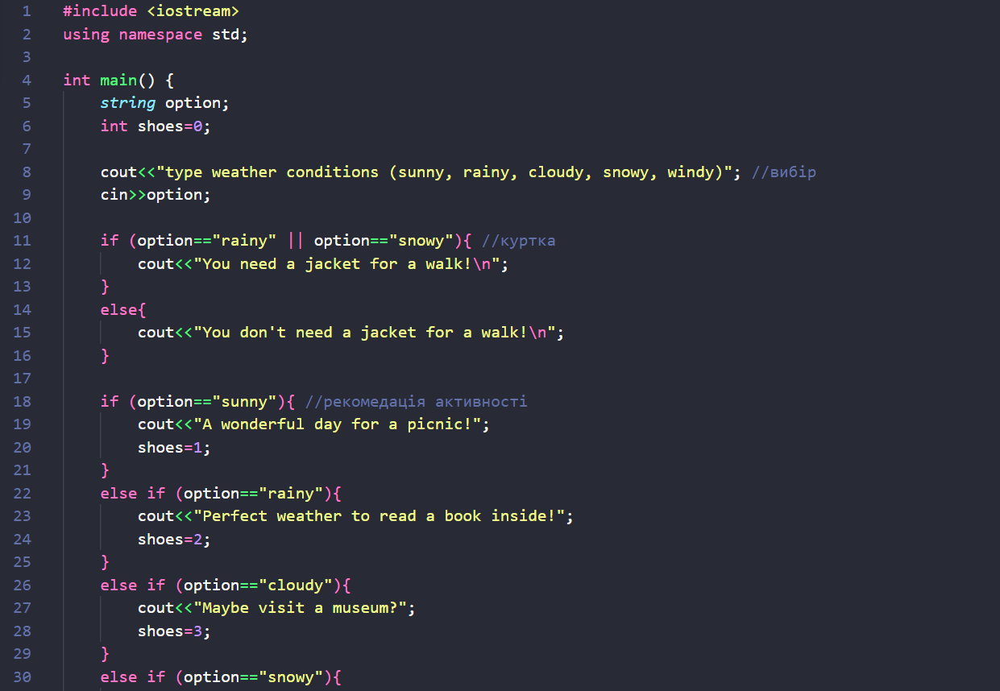 1 #include <iostream>
2 using namespace std;
3
4 int main() {
5 string option;
6 int shoes=0;
7
8 cout<<"type weather conditions (sunny, rainy, cloudy, snowy, windy)"; //вибір
9 cin>>option;
10
11 if (option=="rainy" || option=="snowy"){ //куртка
12 cout<<"You need a jacket for a walk!\n";
13 }
14 else{
15 cout<<"You don't need a jacket for a walk!\n";
16 }
17
18 if (option=="sunny"){ //рекомедація активності
19 cout<<"A wonderful day for a picnic!";
20 shoes=1;
21 }
22 else if (option=="rainy"){
23 cout<<"Perfect weather to read a book inside!";
24 shoes=2;
25 }
26 else if (option=="cloudy"){
27 cout<<"Maybe visit a museum?";
28 shoes=3;
29 }
30 else if (option=="snowy"){